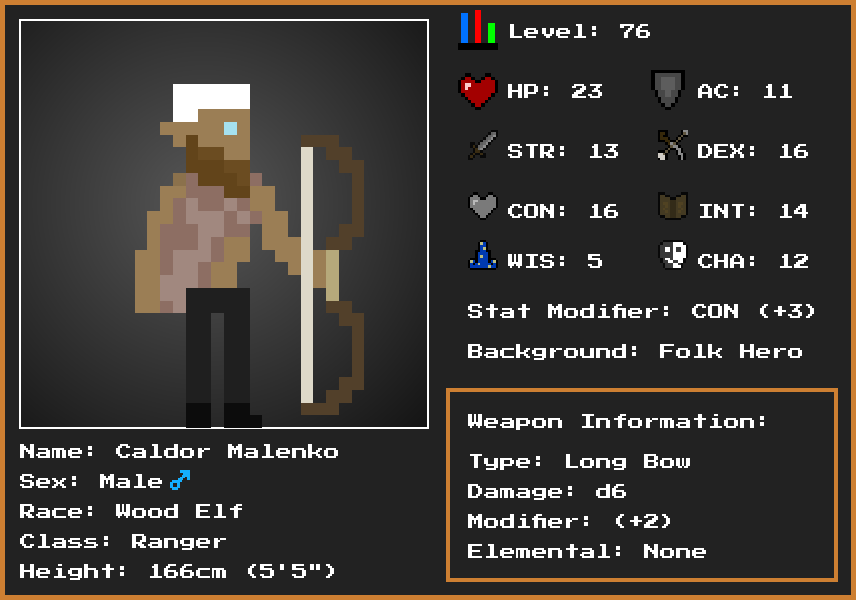 Level: 76
HP: 23
AC: 11
STR: 13
DEX: 16
CON: 16
INT: 14
WIS: 5
CHA: 12
Stat Modifier: CON (+3)
Background: Folk Hero
Weapon Information:
Type: Long Bow
Damage: d6
Modifier: (+2)
Elemental: None
Name: Caldor Malenko
Sex: Male♂
Race: Wood Elf
Class: Ranger
Height: 166cm (5'5")